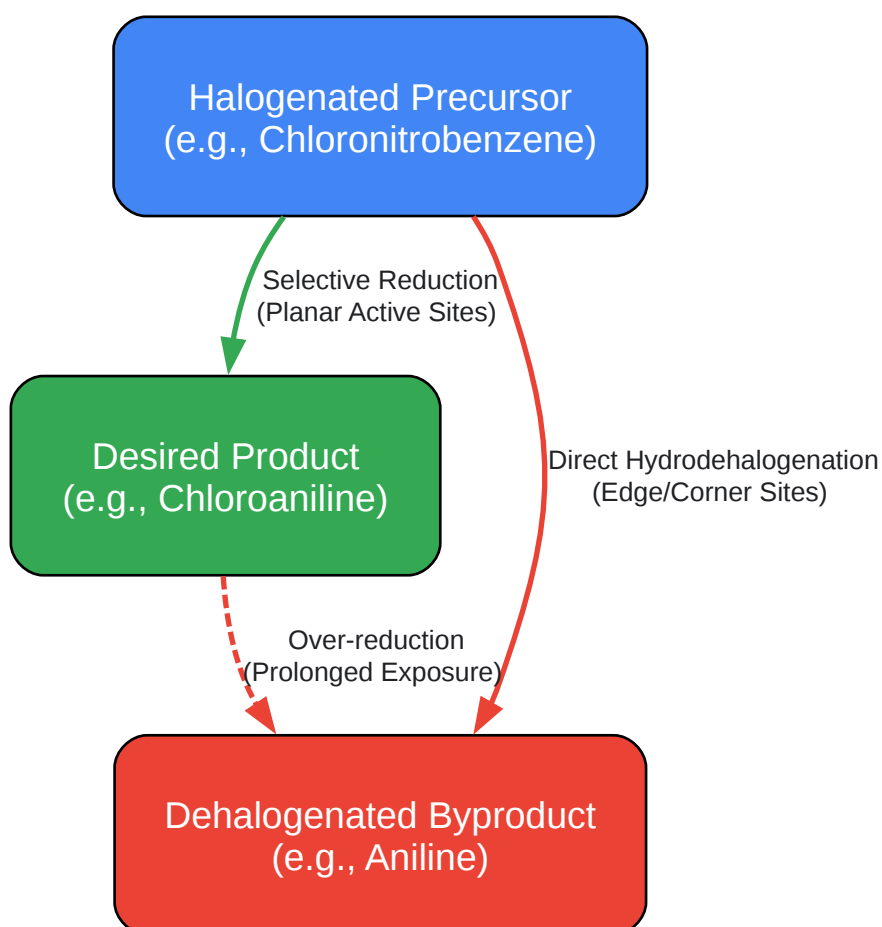 Halogenated Precursor
(e.g., Chloronitrobenzene)
Selective Reduction
(Planar Active Sites)
Desired Product
(e.g., Chloroaniline)
Direct Hydrodehalogenation
(Edge/Corner Sites)
Over-reduction
(Prolonged Exposure)
Dehalogenated Byproduct
(e.g., Aniline)